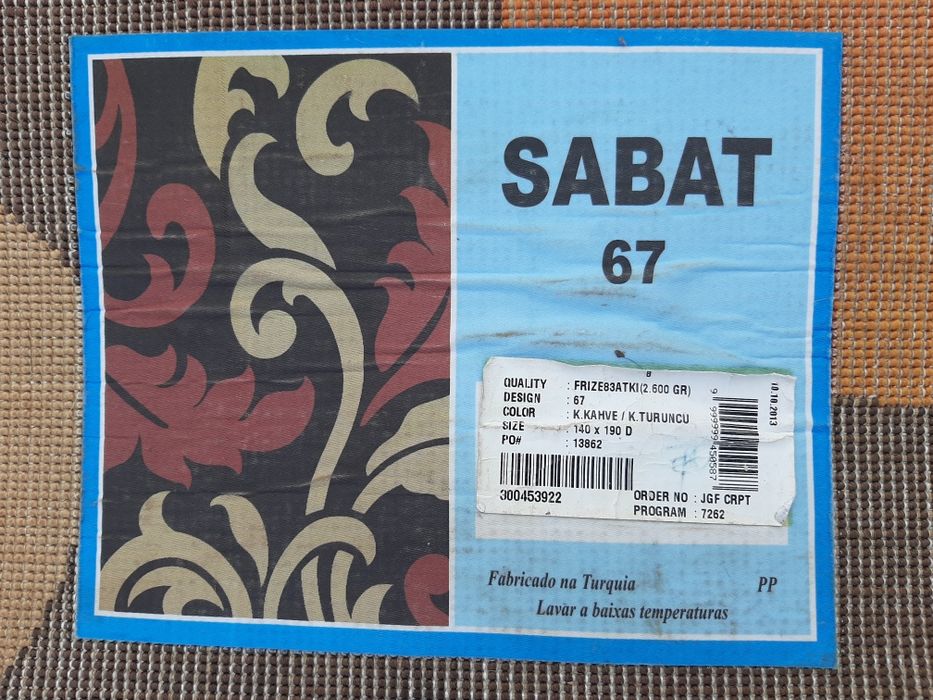 SABAT
67
8
QUALITY : FRIZE83ATKI(2.600 GR)
DESIGN : 67
COLOR : K.KAHVE / K.TURUNCU
SIZE : 140 x 190 D
PO# : 13862
300453922
ORDER NO : JGF CRPT
PROGRAM : 7262
10.10.2013
Fabricado na Turquia
PP
Lavar a baixas temperaturas